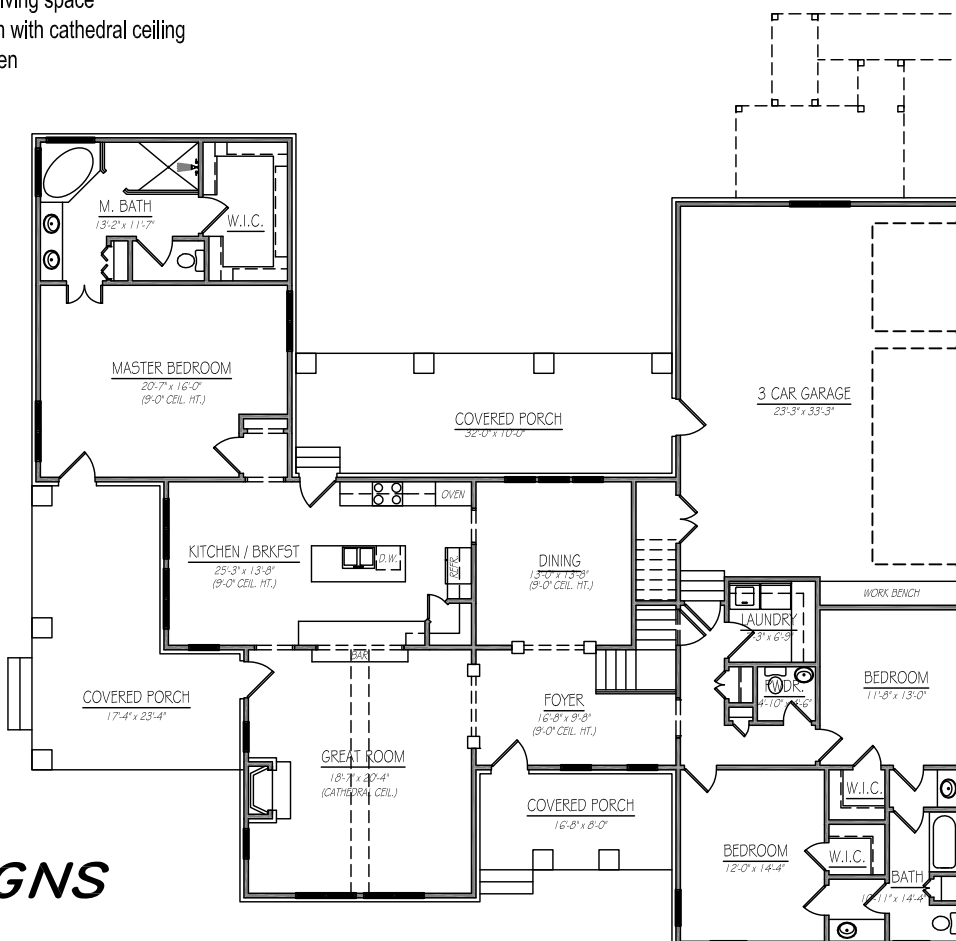 h with cathedral ceiling
M. BATH
13'-2" x 11'-7"
W.I.C.
MASTER BEDROOM
20'-7" x 16'-0"
(9'-0" CEIL. HT.)
3 CAR GARAGE
23'-3" x 33'-3"
COVERED PORCH
32'-0" x 10'-0"
OVEN
KITCHEN / BRKFST
25'-3" x 13'-8"
(9'-0" CEIL. HT.)
D.W.
REFR.
DINING
13'-0" x 13'-8"
(9'-0" CEIL. HT.)
WORK BENCH
LAUNDRY
BAR
COVERED PORCH
17'-4" x 23'-4"
FOYER
16'-8" x 9'-8"
(9'-0" CEIL. HT.)
PWDR.
BEDROOM
11'-8" x 13'-0"
GREAT ROOM
18'-7" x 20'-4"
(CATHEDRAL CEIL.)
COVERED PORCH
16'-8" x 8'-0"
W.I.C.
BEDROOM
12'-0" x 14'-4"
W.I.C.
BATH
GNS